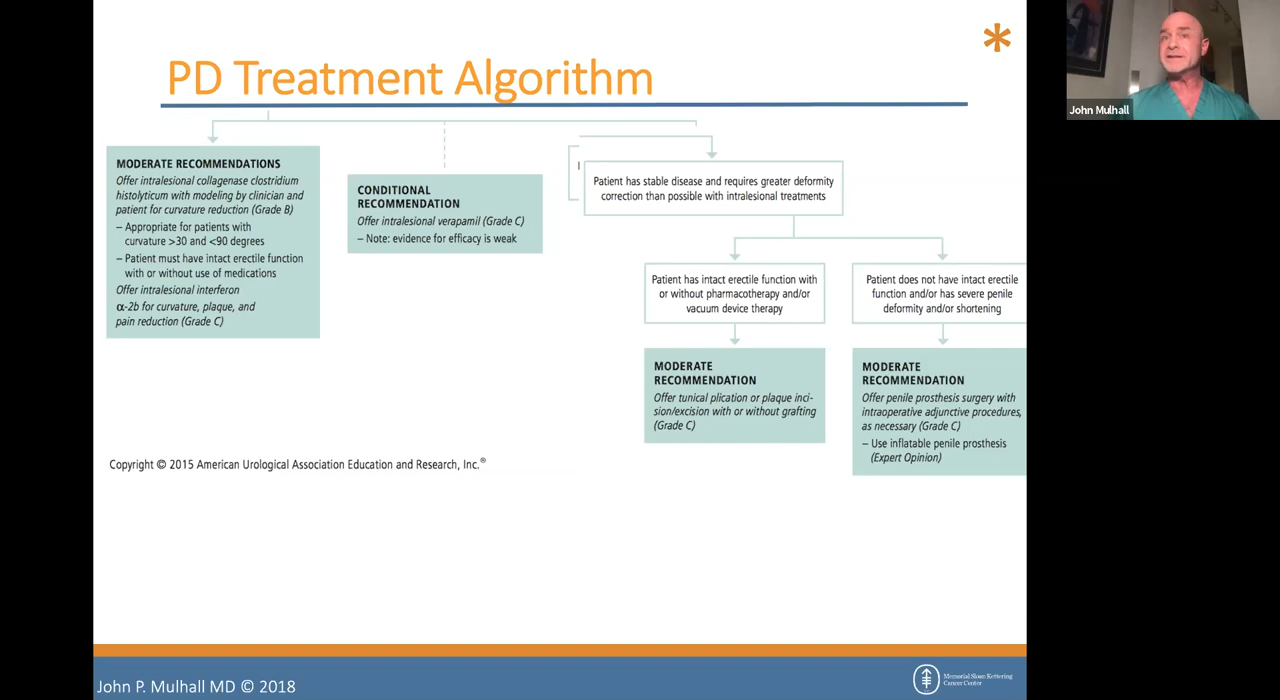 PD Treatment Algorithm
*
John Mulhall
MODERATE RECOMMENDATIONS
Offer intralesional collagenase clostridium
histolyticum with modeling by clinician and
patient for curvature reduction (Grade B)
– Appropriate for patients with
curvature >30 and <90 degrees
– Patient must have intact erectile function
with or without use of medications
Offer intralesional interferon
α-2b for curvature, plaque, and
pain reduction (Grade C)
CONDITIONAL
RECOMMENDATION
Offer intralesional verapamil (Grade C)
– Note: evidence for efficacy is weak
Patient has stable disease and requires greater deformity
correction than possible with intralesional treatments
Patient has intact erectile function with
or without pharmacotherapy and/or
vacuum device therapy
Patient does not have intact erectile
function and/or has severe penile
deformity and/or shortening
MODERATE
RECOMMENDATION
Offer tunical plication or plaque inci-
sion/excision with or without grafting
(Grade C)
MODERATE
RECOMMENDATION
Offer penile prosthesis surgery with
intraoperative adjunctive procedures,
as necessary (Grade C)
– Use inflatable penile prosthesis
(Expert Opinion)
Copyright © 2015 American Urological Association Education and Research, Inc.®
John P. Mulhall MD © 2018
Memorial Sloan Kettering
Cancer Center